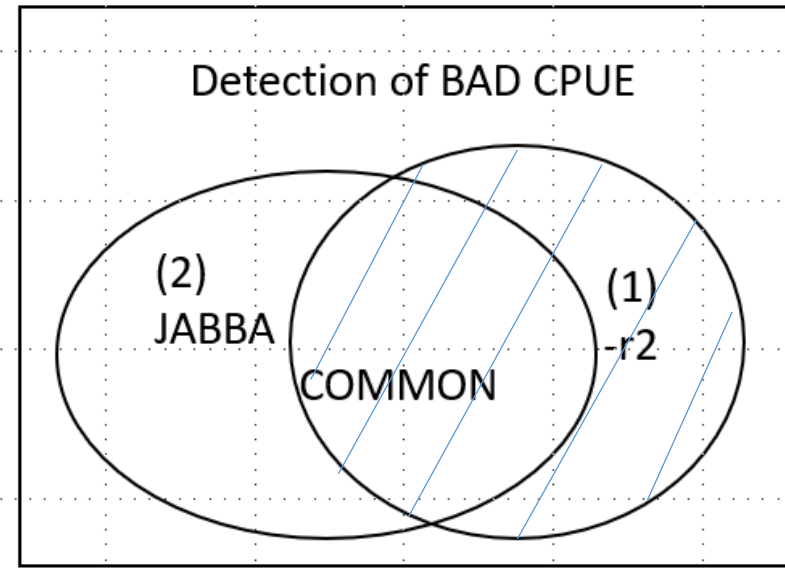 Detection of BAD CPUE
(2)
JABBA
(1)
-r2
COMMON